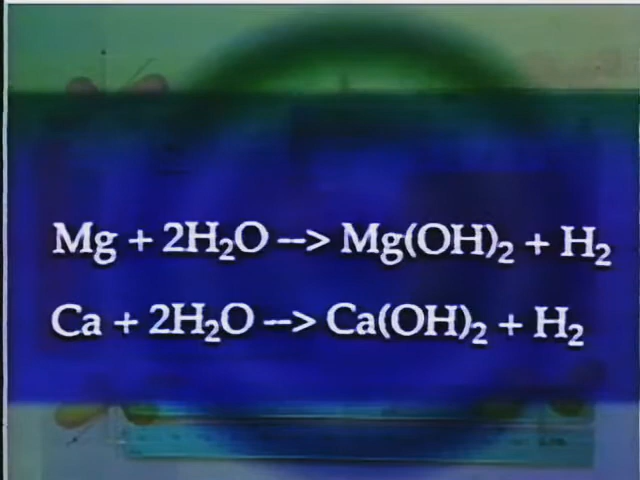 Mg + 2H₂O --> Mg(OH)₂ + H₂
Ca + 2H₂O --> Ca(OH)₂ + H₂